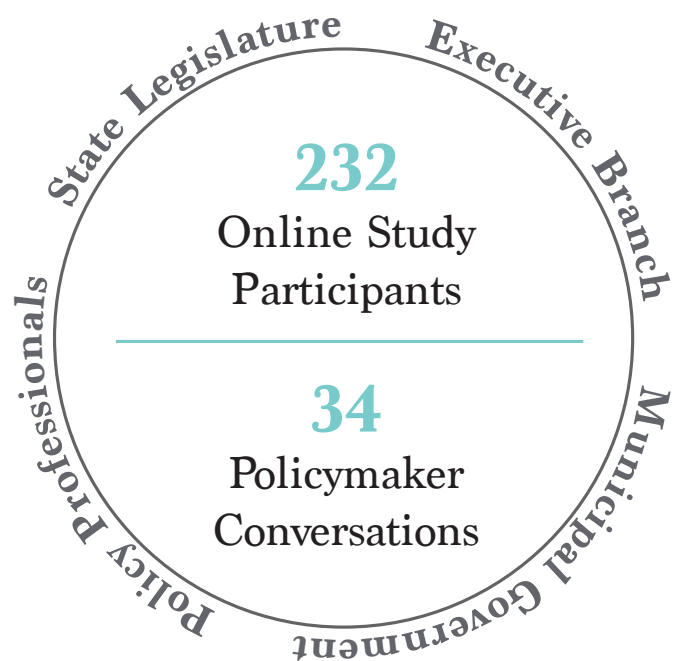 State Legislature
Executive Branch
Municipal Government
Policy Professionals
232
Online Study
Participants
34
Policymaker
Conversations